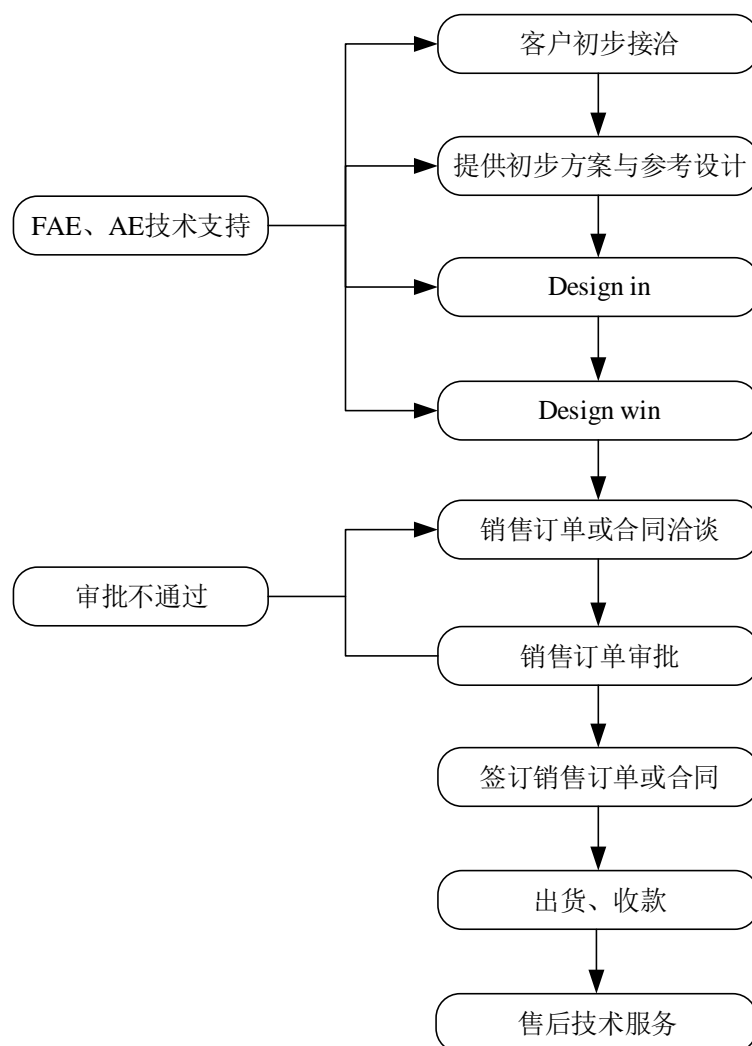 客户初步接洽
提供初步方案与参考设计
FAE、AE技术支持
Design in
Design win
销售订单或合同洽谈
审批不通过
销售订单审批
签订销售订单或合同
出货、收款
售后技术服务